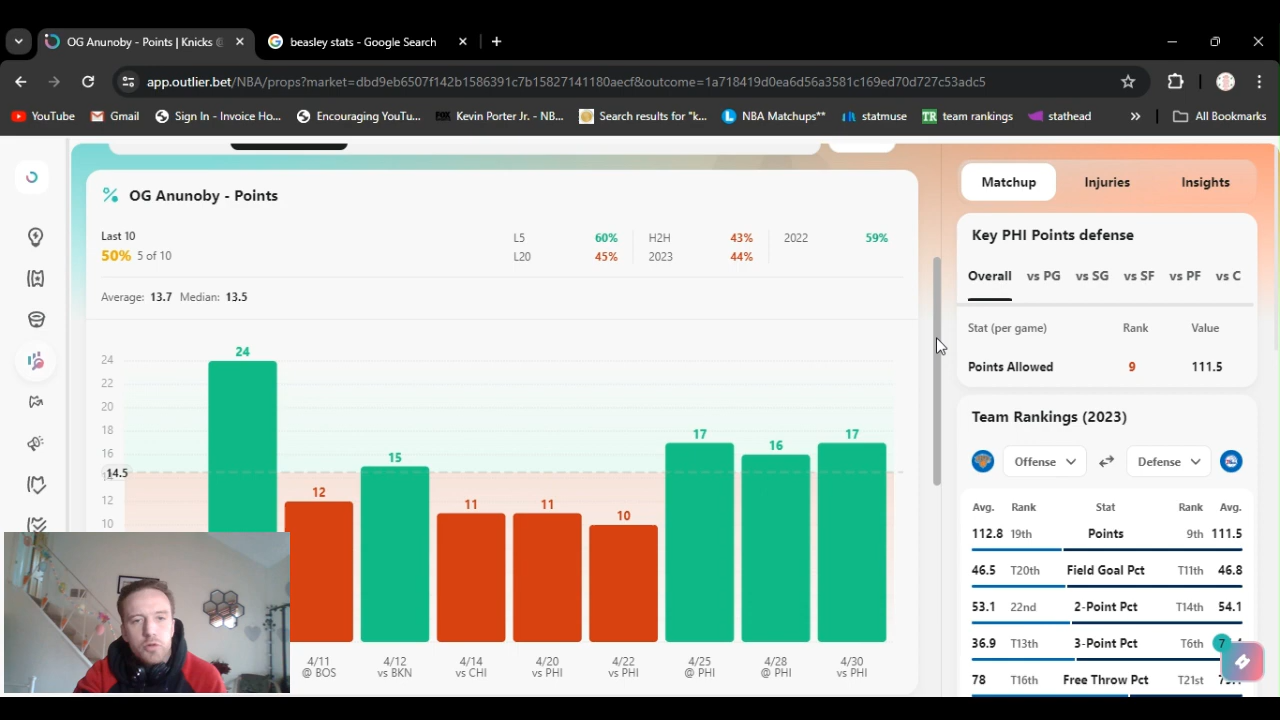 OG Anunoby - Points | Knicks
beasley stats - Google Search
app.outlier.bet/NBA/props?market=dbd9eb6507f142b1586391c7b15827141180aecf&outcome=1a718419d0ea6d56a3581c169ed70d727c53adc5
YouTube Gmail Sign In - Invoice Ho... Encouraging YouTu... Kevin Porter Jr. - NB... Search results for "k... NBA Matchups** statmuse TR team rankings stathead » All Bookmarks
OG Anunoby - Points
Last 10
50% 5 of 10
L5 60% H2H 43% 2022 59%
L20 45% 2023 44%
Average: 13.7 Median: 13.5
24
22
20
18
16
14.5
12
10
24 12 15 11 11 10 17 16 17
4/11 4/12 4/14 4/20 4/22 4/25 4/28 4/30
@ BOS vs BKN vs CHI vs PHI vs PHI @ PHI @ PHI vs PHI
Matchup Injuries Insights
Key PHI Points defense
Overall vs PG vs SG vs SF vs PF vs C
Stat (per game) Rank Value
Points Allowed 9 111.5
Team Rankings (2023)
Offense Defense
Avg. Rank Stat Rank Avg.
112.8 19th Points 9th 111.5
46.5 T20th Field Goal Pct T11th 46.8
53.1 22nd 2-Point Pct T14th 54.1
36.9 T13th 3-Point Pct T6th
78 T16th Free Throw Pct T21st